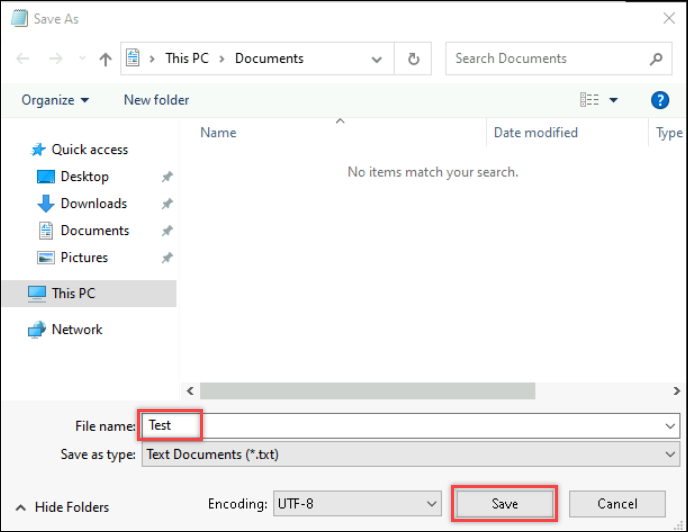 Save As
This PC > Documents
Search Documents
Organize
New folder
?
Name
Date modified
Type
Quick access
No items match your search.
Desktop
Downloads
Documents
Pictures
This PC
Network
File name: Test
Save as type: Text Documents (*.txt)
Hide Folders
Encoding: UTF-8
Save
Cancel